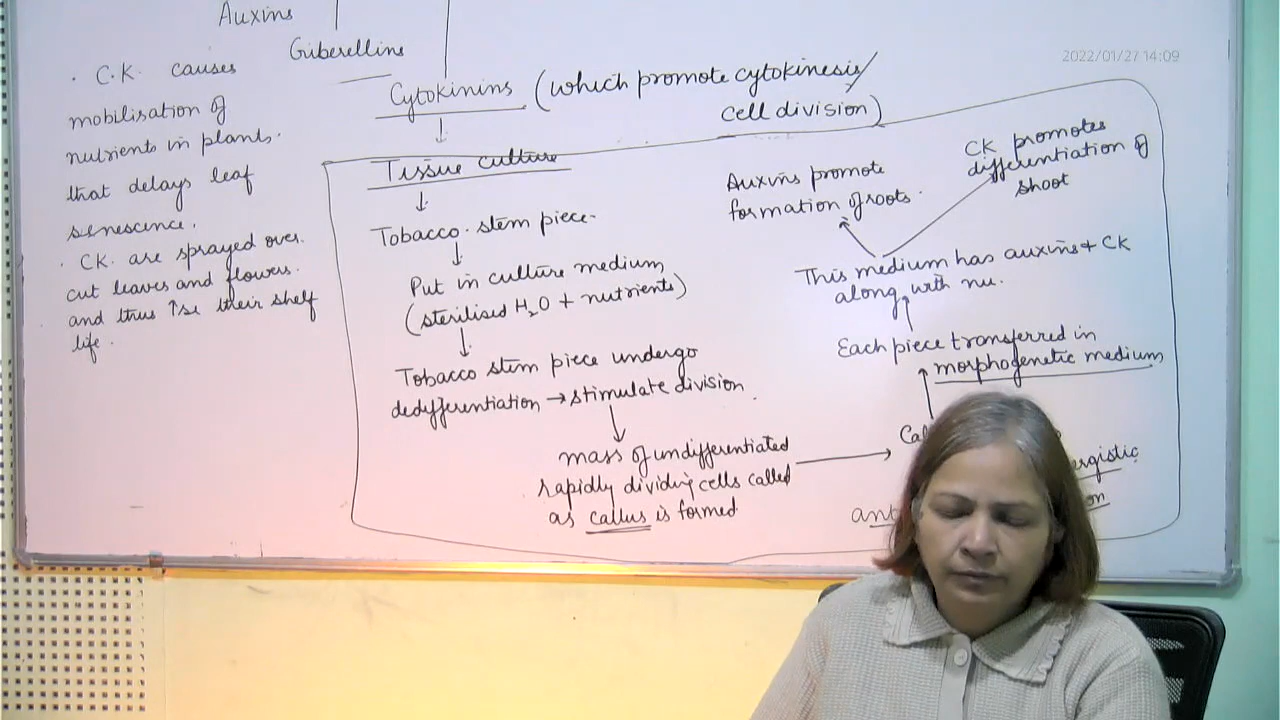 Auxins
Giberelline
2022/01/27 14:09
· C.K. causes
mobilisation of
nutrients in plants.
that delays leaf
senescence.
· CK. are sprayed over.
cut leaves and flowers.
and thus ↑se their shelf
life.
Cytokinins (which promote cytokinesis/
cell division)
↓
Tissue culture
↓
Tobacco. stem piece.
↓
Put in culture medium
(sterilised H₂O + nutrients)
↓
Tobacco stem piece undergo
dedifferentiation → stimulate division.
↓
mass of undifferentiated
rapidly dividing cells called
as callus is formed
Each piece transferred in
morphogenetic medium
This medium has auxins + CK
along with nu.
Auxins promote
formation of roots.
CK promotes
differentiation of
shoot